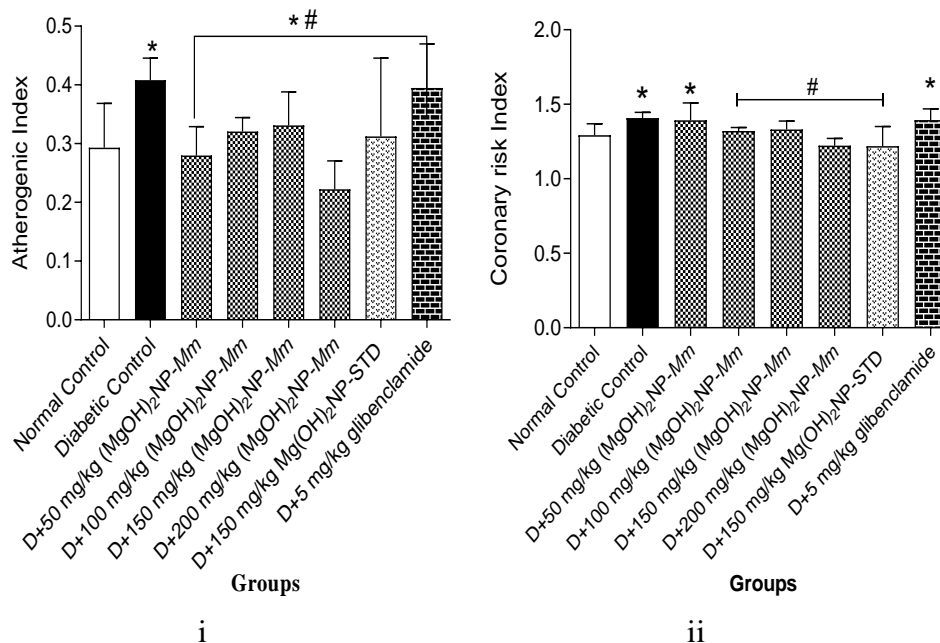 Atherogenic Index
0.5
0.4
0.3
0.2
0.1
0.0
*
*#
Normal Control
Diabetic Control
D+50 mg/kg (MgOH)₂NP-Mm
D+100 mg/kg (MgOH)₂NP-Mm
D+150 mg/kg (MgOH)₂NP-Mm
D+200 mg/kg (MgOH)₂NP-Mm
D+150 mg/kg Mg(OH)₂NP-STD
D+5 mg/kg glibenclamide
Groups
i
Coronary risk Index
2.0
1.5
1.0
0.5
0.0
*
*
#
*
Normal Control
Diabetic Control
D+50 mg/kg (MgOH)₂NP-Mm
D+100 mg/kg (MgOH)₂NP-Mm
D+150 mg/kg (MgOH)₂NP-Mm
D+200 mg/kg (MgOH)₂NP-Mm
D+150 mg/kg Mg(OH)₂NP-STD
D+5 mg/kg glibenclamide
Groups
ii